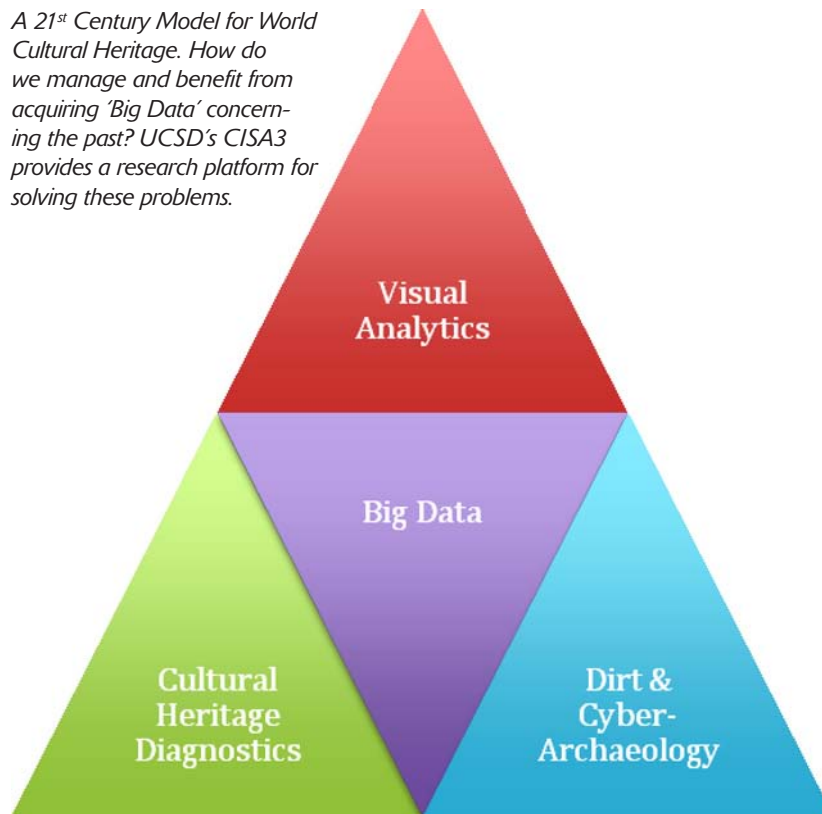 A 21st Century Model for World
Cultural Heritage. How do
we manage and benefit from
acquiring ‘Big Data’ concern-
ing the past? UCSD’s CISA3
provides a research platform for
solving these problems.
Visual
Analytics
Big Data
Cultural
Heritage
Diagnostics
Dirt &
Cyber-
Archaeology